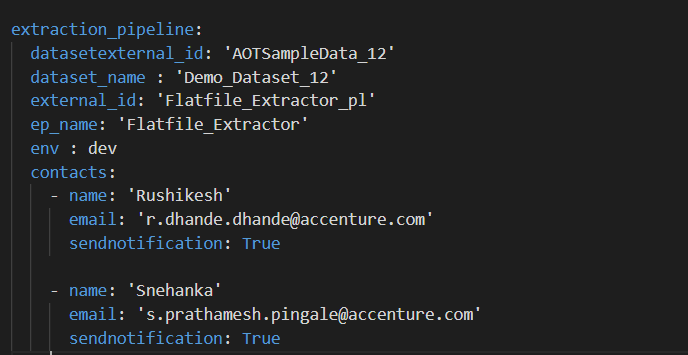 extraction_pipeline:
datasetexternal_id: 'AOTSampleData_12'
dataset_name : 'Demo_Dataset_12'
external_id: 'Flatfile_Extractor_pl'
ep_name: 'Flatfile_Extractor'
env : dev
contacts:
- name: 'Rushikesh'
email: 'r.dhande.dhande@accenture.com'
sendnotification: True
- name: 'Snehanka'
email: 's.prathamesh.pingale@accenture.com'
sendnotification: True